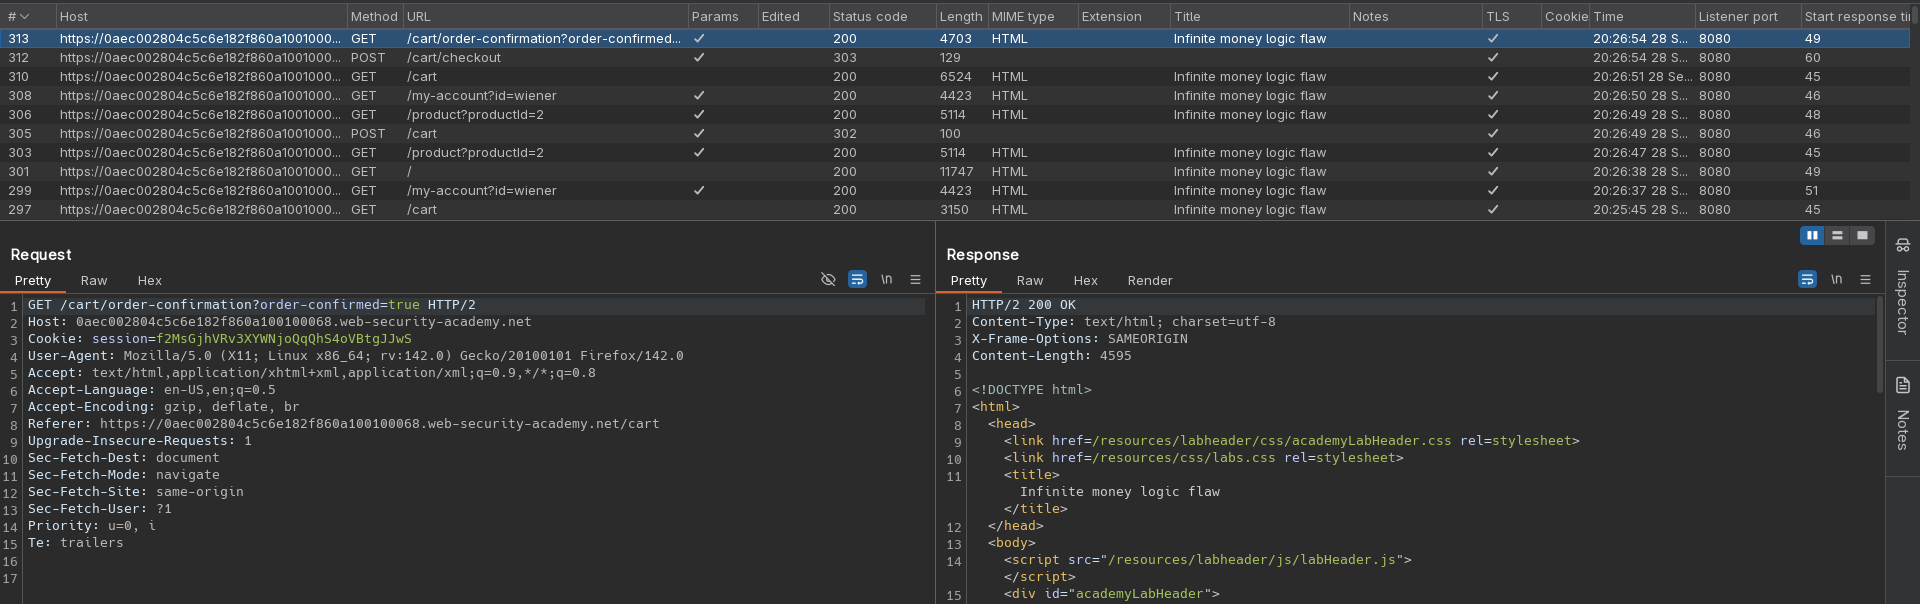 # Host Method URL Params Edited Status code Length MIME type Extension Title Notes TLS Cookie Time Listener port Start response ti
313 https://0aec002804c5c6e182f860a1001000... GET /cart/order-confirmation?order-confirmed... ✓ 200 4703 HTML Infinite money logic flaw ✓ 20:26:54 28 S... 8080 49
312 https://0aec002804c5c6e182f860a1001000... POST /cart/checkout ✓ 303 129 ✓ 20:26:54 28 S... 8080 60
310 https://0aec002804c5c6e182f860a1001000... GET /cart 200 6524 HTML Infinite money logic flaw ✓ 20:26:51 28 Se... 8080 45
308 https://0aec002804c5c6e182f860a1001000... GET /my-account?id=wiener ✓ 200 4423 HTML Infinite money logic flaw ✓ 20:26:50 28 S... 8080 46
306 https://0aec002804c5c6e182f860a1001000... GET /product?productId=2 ✓ 200 5114 HTML Infinite money logic flaw ✓ 20:26:49 28 S... 8080 48
305 https://0aec002804c5c6e182f860a1001000... POST /cart ✓ 302 100 ✓ 20:26:49 28 S... 8080 46
303 https://0aec002804c5c6e182f860a1001000... GET /product?productId=2 ✓ 200 5114 HTML Infinite money logic flaw ✓ 20:26:47 28 S... 8080 45
301 https://0aec002804c5c6e182f860a1001000... GET / 200 11747 HTML Infinite money logic flaw ✓ 20:26:38 28 S... 8080 49
299 https://0aec002804c5c6e182f860a1001000... GET /my-account?id=wiener ✓ 200 4423 HTML Infinite money logic flaw ✓ 20:26:37 28 S... 8080 51
297 https://0aec002804c5c6e182f860a1001000... GET /cart 200 3150 HTML Infinite money logic flaw ✓ 20:25:45 28 S... 8080 45
Request
Pretty Raw Hex \n
1 GET /cart/order-confirmation?order-confirmed=true HTTP/2
2 Host: 0aec002804c5c6e182f860a100100068.web-security-academy.net
3 Cookie: session=f2MsGjhVRv3XYWNjoQqQhS4oVBtgJJwS
4 User-Agent: Mozilla/5.0 (X11; Linux x86_64; rv:142.0) Gecko/20100101 Firefox/142.0
5 Accept: text/html,application/xhtml+xml,application/xml;q=0.9,*/*;q=0.8
6 Accept-Language: en-US,en;q=0.5
7 Accept-Encoding: gzip, deflate, br
8 Referer: https://0aec002804c5c6e182f860a100100068.web-security-academy.net/cart
9 Upgrade-Insecure-Requests: 1
10 Sec-Fetch-Dest: document
11 Sec-Fetch-Mode: navigate
12 Sec-Fetch-Site: same-origin
13 Sec-Fetch-User: ?1
14 Priority: u=0, i
15 Te: trailers
16
17
Response
Pretty Raw Hex Render \n
1 HTTP/2 200 OK
2 Content-Type: text/html; charset=utf-8
3 X-Frame-Options: SAMEORIGIN
4 Content-Length: 4595
5
6 <!DOCTYPE html>
7 <html>
8 <head>
9 <link href=/resources/labheader/css/academyLabHeader.css rel=stylesheet>
10 <link href=/resources/css/labs.css rel=stylesheet>
11 <title>
Infinite money logic flaw
</title>
12 </head>
13 <body>
14 <script src="/resources/labheader/js/labHeader.js">
</script>
15 <div id="academyLabHeader">
Inspector
Notes